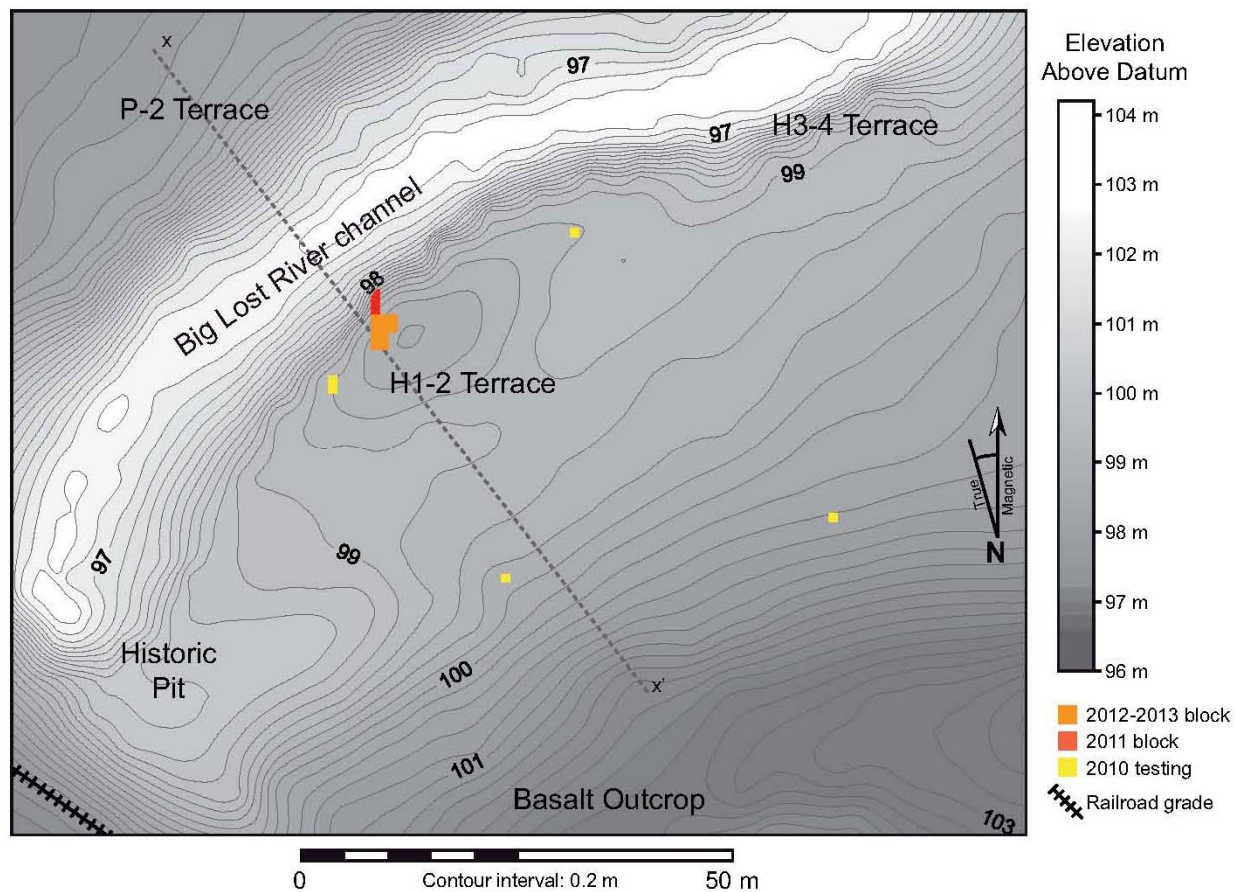 x
P-2 Terrace
97
Elevation
Above Datum
104 m
H3-4 Terrace
97
99
103 m
Big Lost River channel
102 m
98
101 m
H1-2 Terrace
100 m
99 m
True
Magnetic
N
98 m
99
97
97 m
Historic
Pit
100
96 m
x'
2012-2013 block
2011 block
101
2010 testing
Basalt Outcrop
Railroad grade
103
0
Contour interval: 0.2 m
50 m